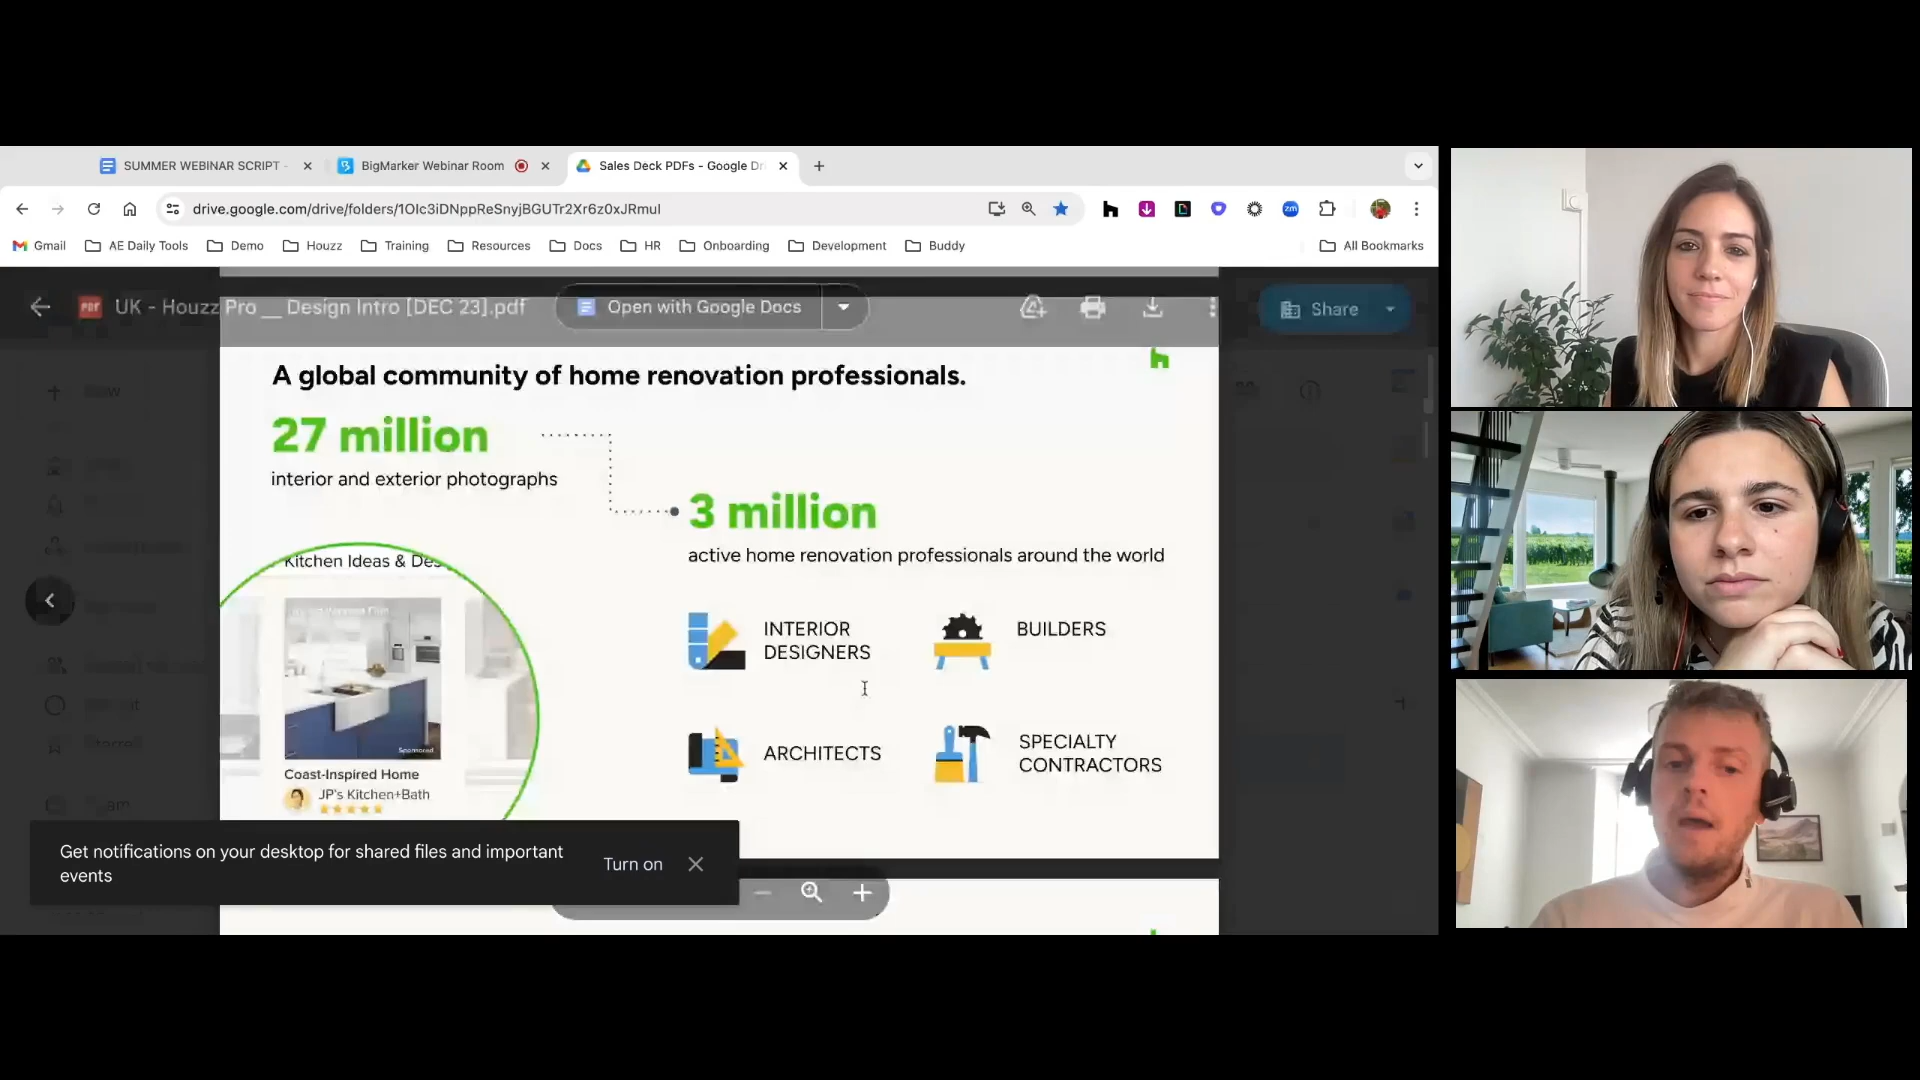 SUMMER WEBINAR SCRIPT -
BigMarker Webinar Room
Sales Deck PDFs - Google Dr
drive.google.com/drive/folders/1OIc3iDNppReSnyjBGUTr2Xr6z0xJRmul
Gmail
AE Daily Tools
Demo
Houzz
Training
Resources
Docs
HR
Onboarding
Development
Buddy
All Bookmarks
PDF
UK - Houzz Pro __ Design Intro [DEC 23].pdf
Open with Google Docs
Share
A global community of home renovation professionals.
27 million
interior and exterior photographs
3 million
active home renovation professionals around the world
Kitchen Ideas & Des
Sponsored
Coast-Inspired Home
JP's Kitchen+Bath
INTERIOR
DESIGNERS
BUILDERS
ARCHITECTS
SPECIALTY
CONTRACTORS
Get notifications on your desktop for shared files and important
events
Turn on